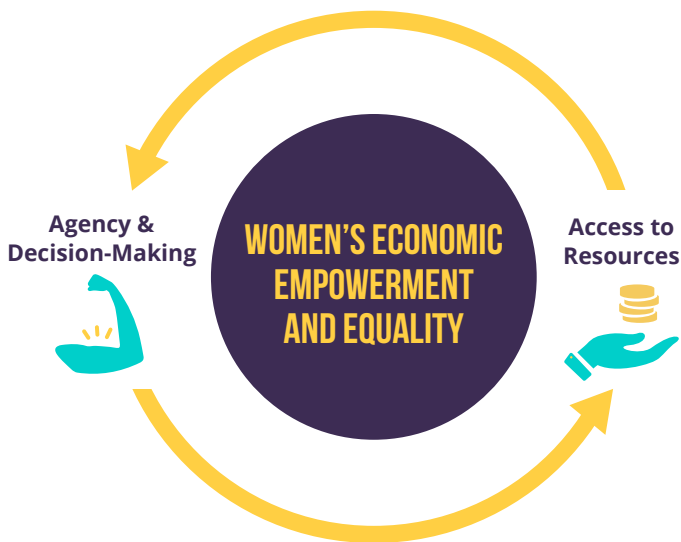 Agency &
Decision-Making
WOMEN’S ECONOMIC
EMPOWERMENT
AND EQUALITY
Access to
Resources